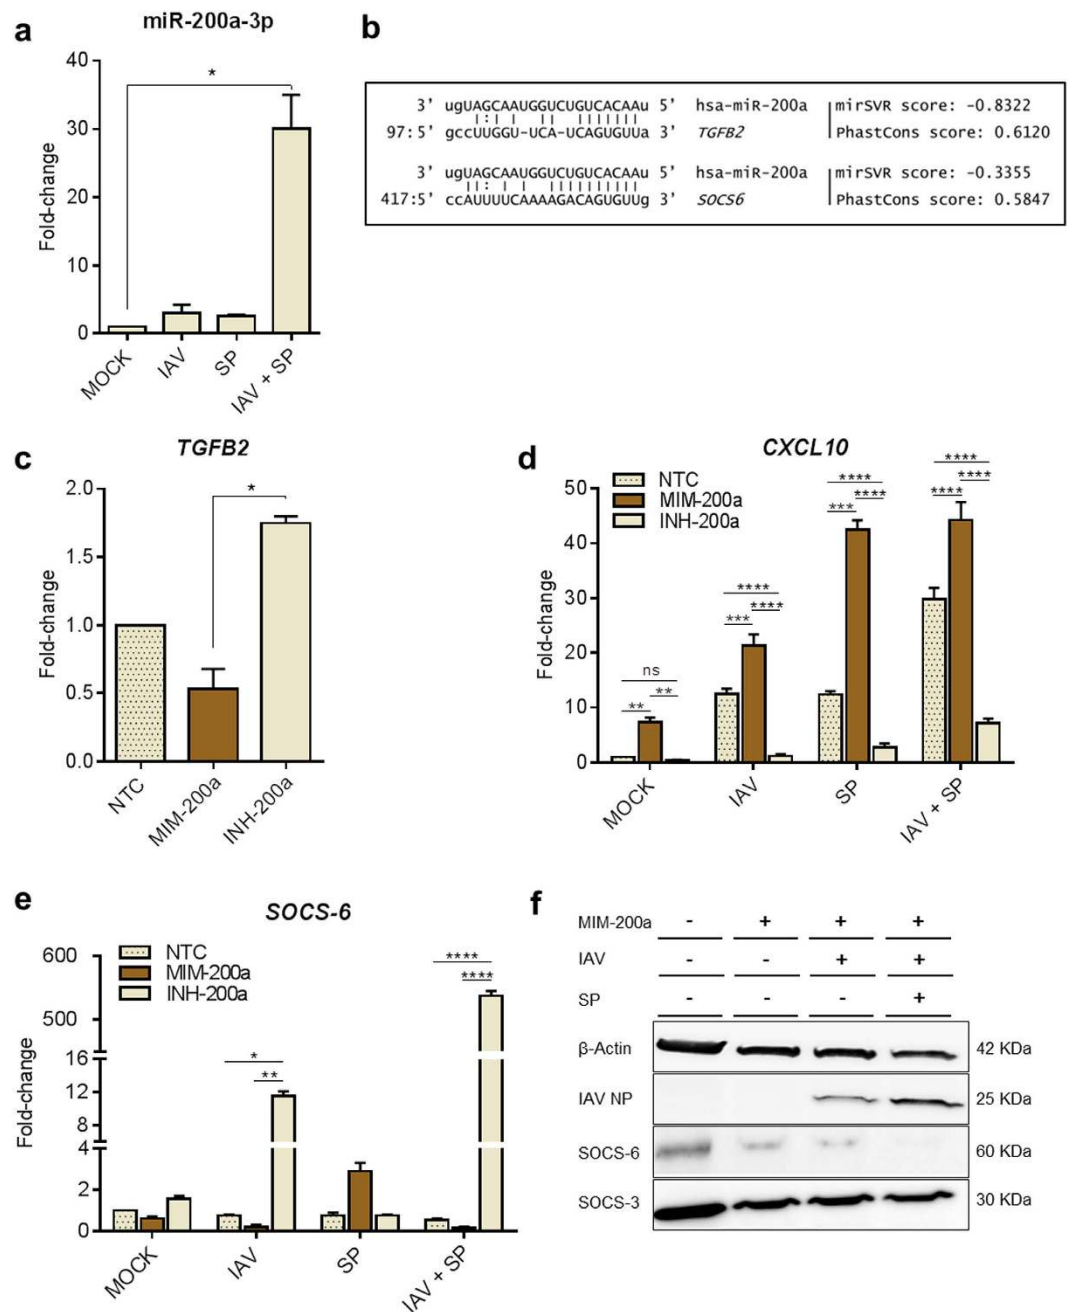 a
miR-200a-3p
Fold-change
40
30
20
10
0
*
MOCK
IAV
SP
IAV + SP
b
3' ugUAGCAAUGGUCUGUCACAAu 5' hsa-miR-200a mirSVR score: -0.8322
97:5' gccUUGGU-UCA-UCAGUGUUa 3' TGFB2 PhastCons score: 0.6120
3' ugUAGCAAUGGUCUGUCACAAu 5' hsa-miR-200a mirSVR score: -0.3355
417:5' ccAUUUUCAAAAGACAGUGUUg 3' SOCS6 PhastCons score: 0.5847
c
TGFB2
Fold-change
2.0
1.5
1.0
0.5
0.0
*
NTC
MIM-200a
INH-200a
d
CXCL10
NTC
MIM-200a
INH-200a
Fold-change
50
40
30
20
10
0
ns
** **
****
****
***
****
****
***
****
****
****
MOCK
IAV
SP
IAV + SP
e
SOCS-6
NTC
MIM-200a
INH-200a
Fold-change
600
500
16
12
8
4
2
0
*
**
****
****
MOCK
IAV
SP
IAV + SP
f
MIM-200a - + + +
IAV - - + +
SP - - - +
β-Actin 42 KDa
IAV NP 25 KDa
SOCS-6 60 KDa
SOCS-3 30 KDa